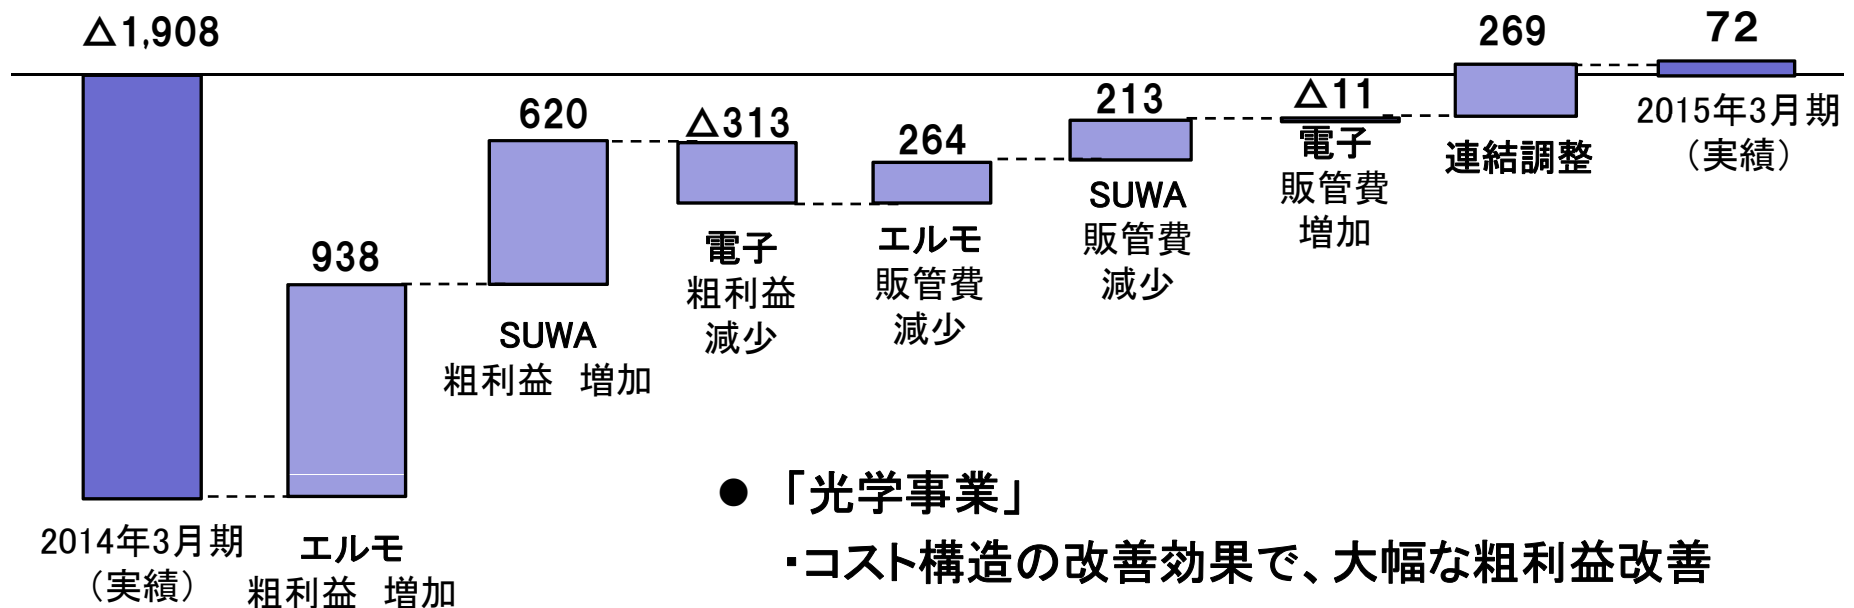 △1,908
2014年3月期
（実績）
938
エルモ
粗利益　増加
620
SUWA
粗利益　増加
△313
電子
粗利益
減少
264
エルモ
販管費
減少
213
SUWA
販管費
減少
△11
電子
販管費
増加
269
連結調整
72
2015年3月期
（実績）
● 「光学事業」
・コスト構造の改善効果で、大幅な粗利益改善